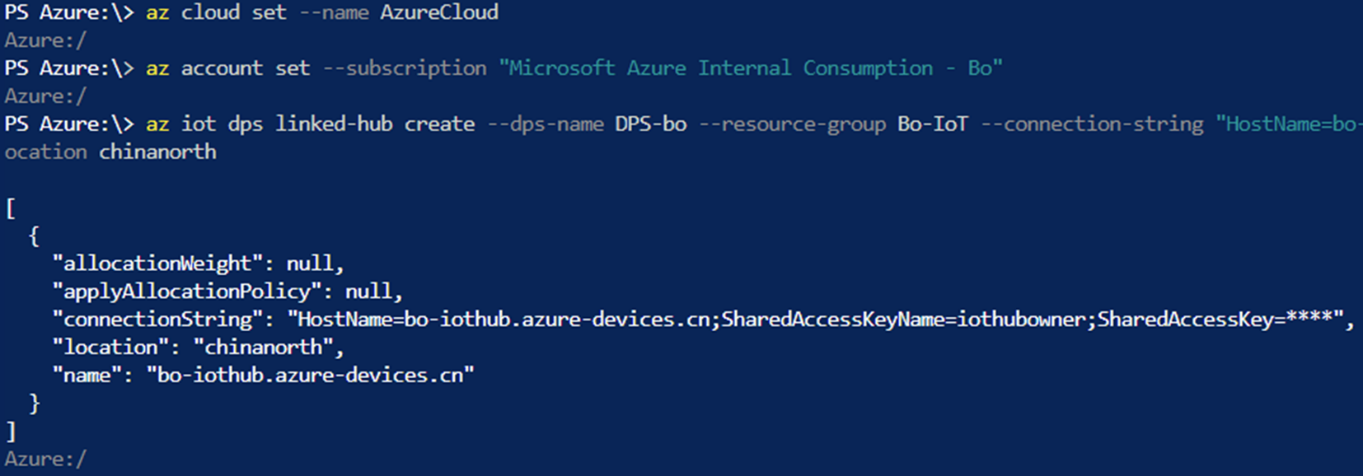 PS Azure:\> az cloud set --name AzureCloud
Azure:/
PS Azure:\> az account set --subscription "Microsoft Azure Internal Consumption - Bo"
Azure:/
PS Azure:\> az iot dps linked-hub create --dps-name DPS-bo --resource-group Bo-IoT --connection-string "HostName=bo-
ocation chinanorth
[
  {
    "allocationWeight": null,
    "applyAllocationPolicy": null,
    "connectionString": "HostName=bo-iothub.azure-devices.cn;SharedAccessKeyName=iothubowner;SharedAccessKey=****",
    "location": "chinanorth",
    "name": "bo-iothub.azure-devices.cn"
  }
]
Azure:/